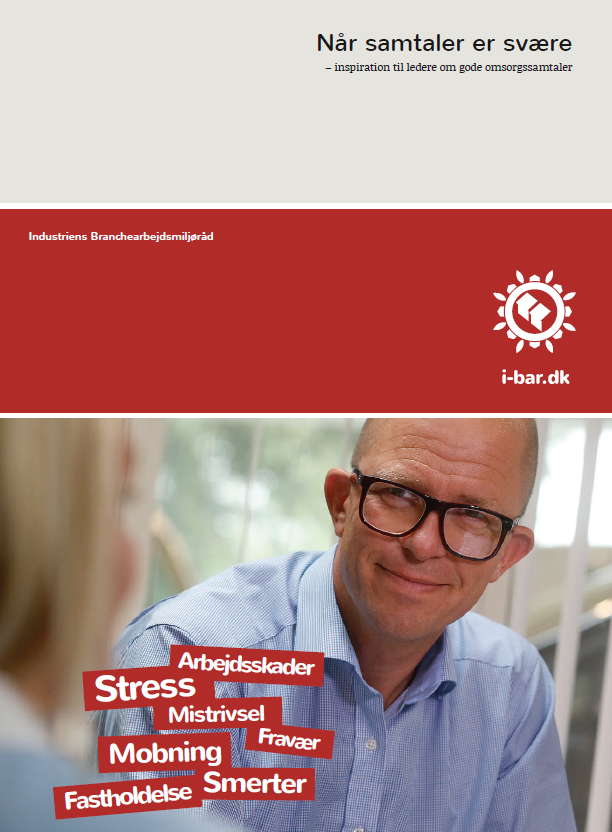 Når samtaler er svære
– inspiration til ledere om gode omsorgssamtaler
Industriens Branchearbejdsmiljøråd
i-bar.dk
Arbejdsskader
Stress
Mistrivsel
Fravær
Mobning
Smerter
Fastholdelse